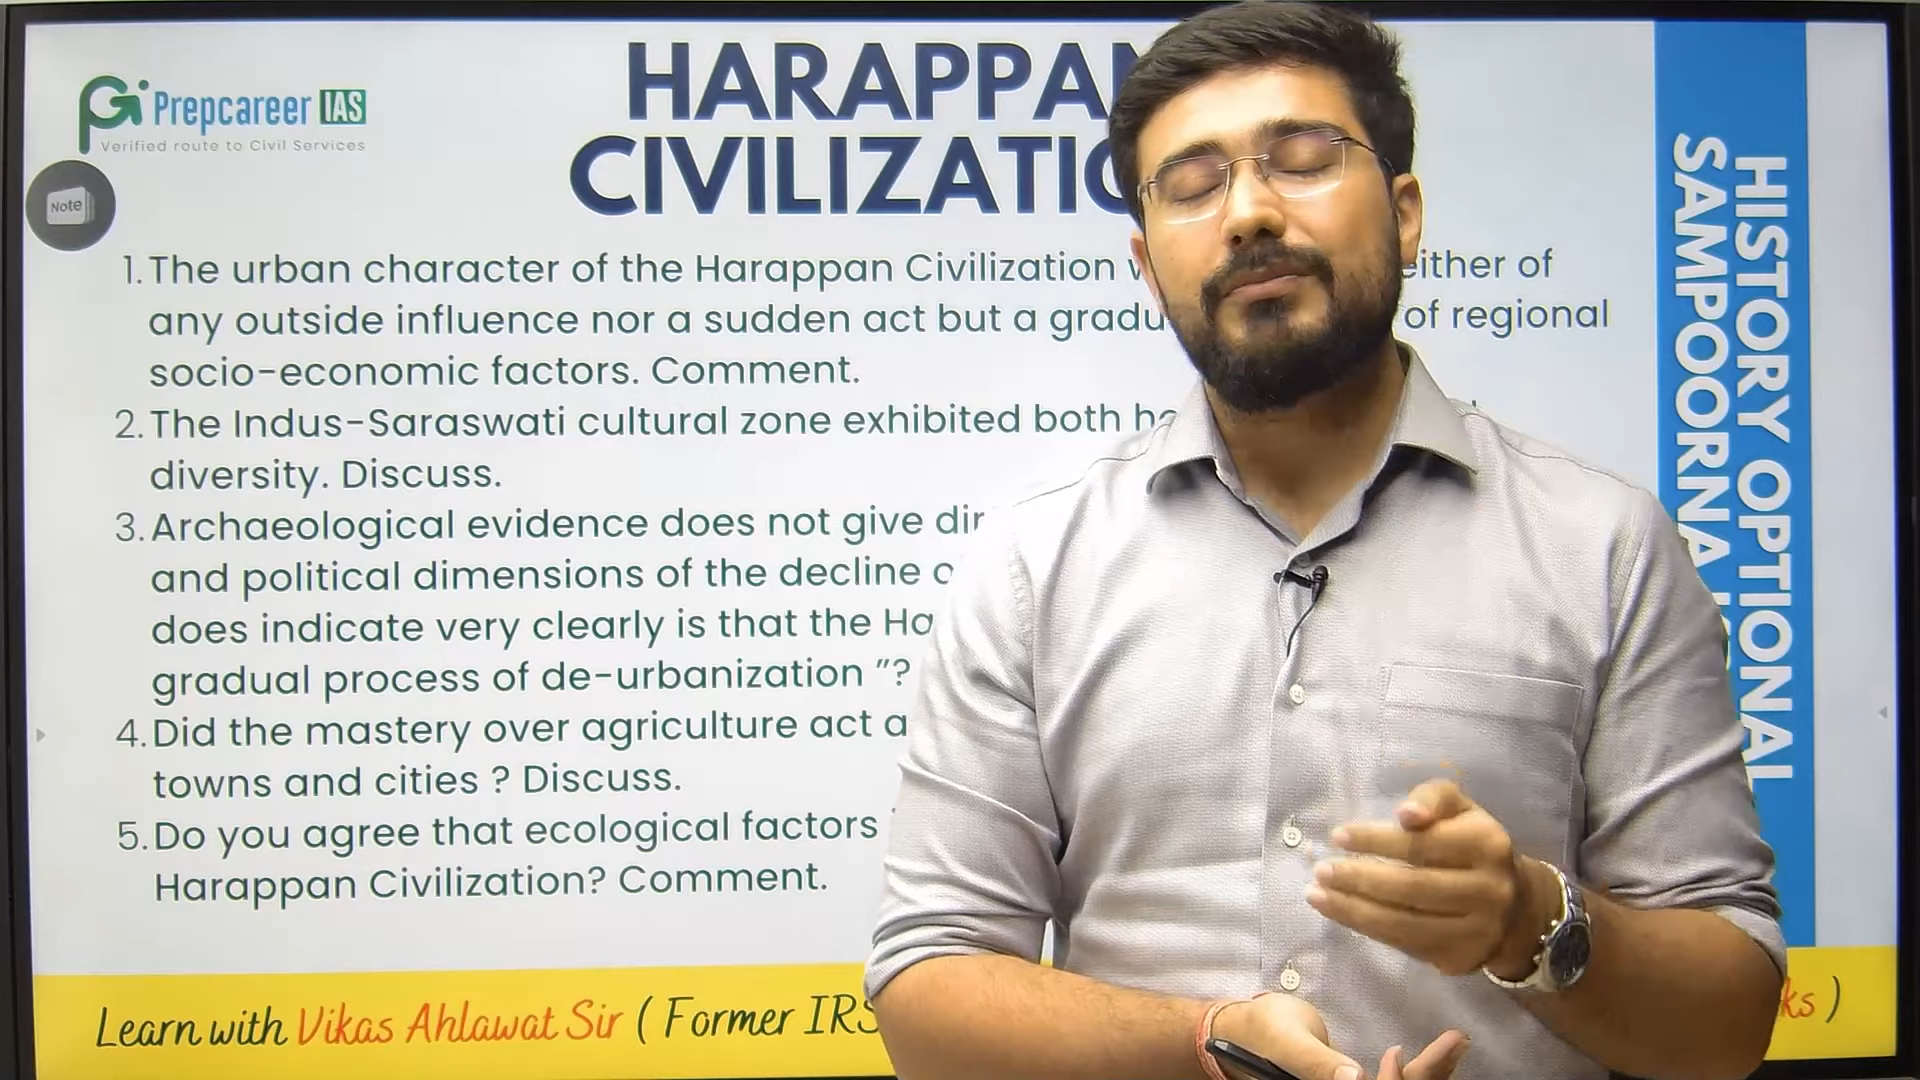 Prepcareer IAS
Verified route to Civil Services
Note
HARAPPAN
CIVILIZATIO
1. The urban character of the Harappan Civilization either of
any outside influence nor a sudden act but a gradu of regional
socio-economic factors. Comment.
2. The Indus-Saraswati cultural zone exhibited both
diversity. Discuss.
3. Archaeological evidence does not give
and political dimensions of the decline
does indicate very clearly is that the
gradual process of de-urbanization "?
4. Did the mastery over agriculture act
towns and cities ? Discuss.
5. Do you agree that ecological factors
Harappan Civilization? Comment.
HISTORY OPTIONAL
SAMPOORNA
Learn with Vikas Ahlawat Sir ( Former IRS ks )